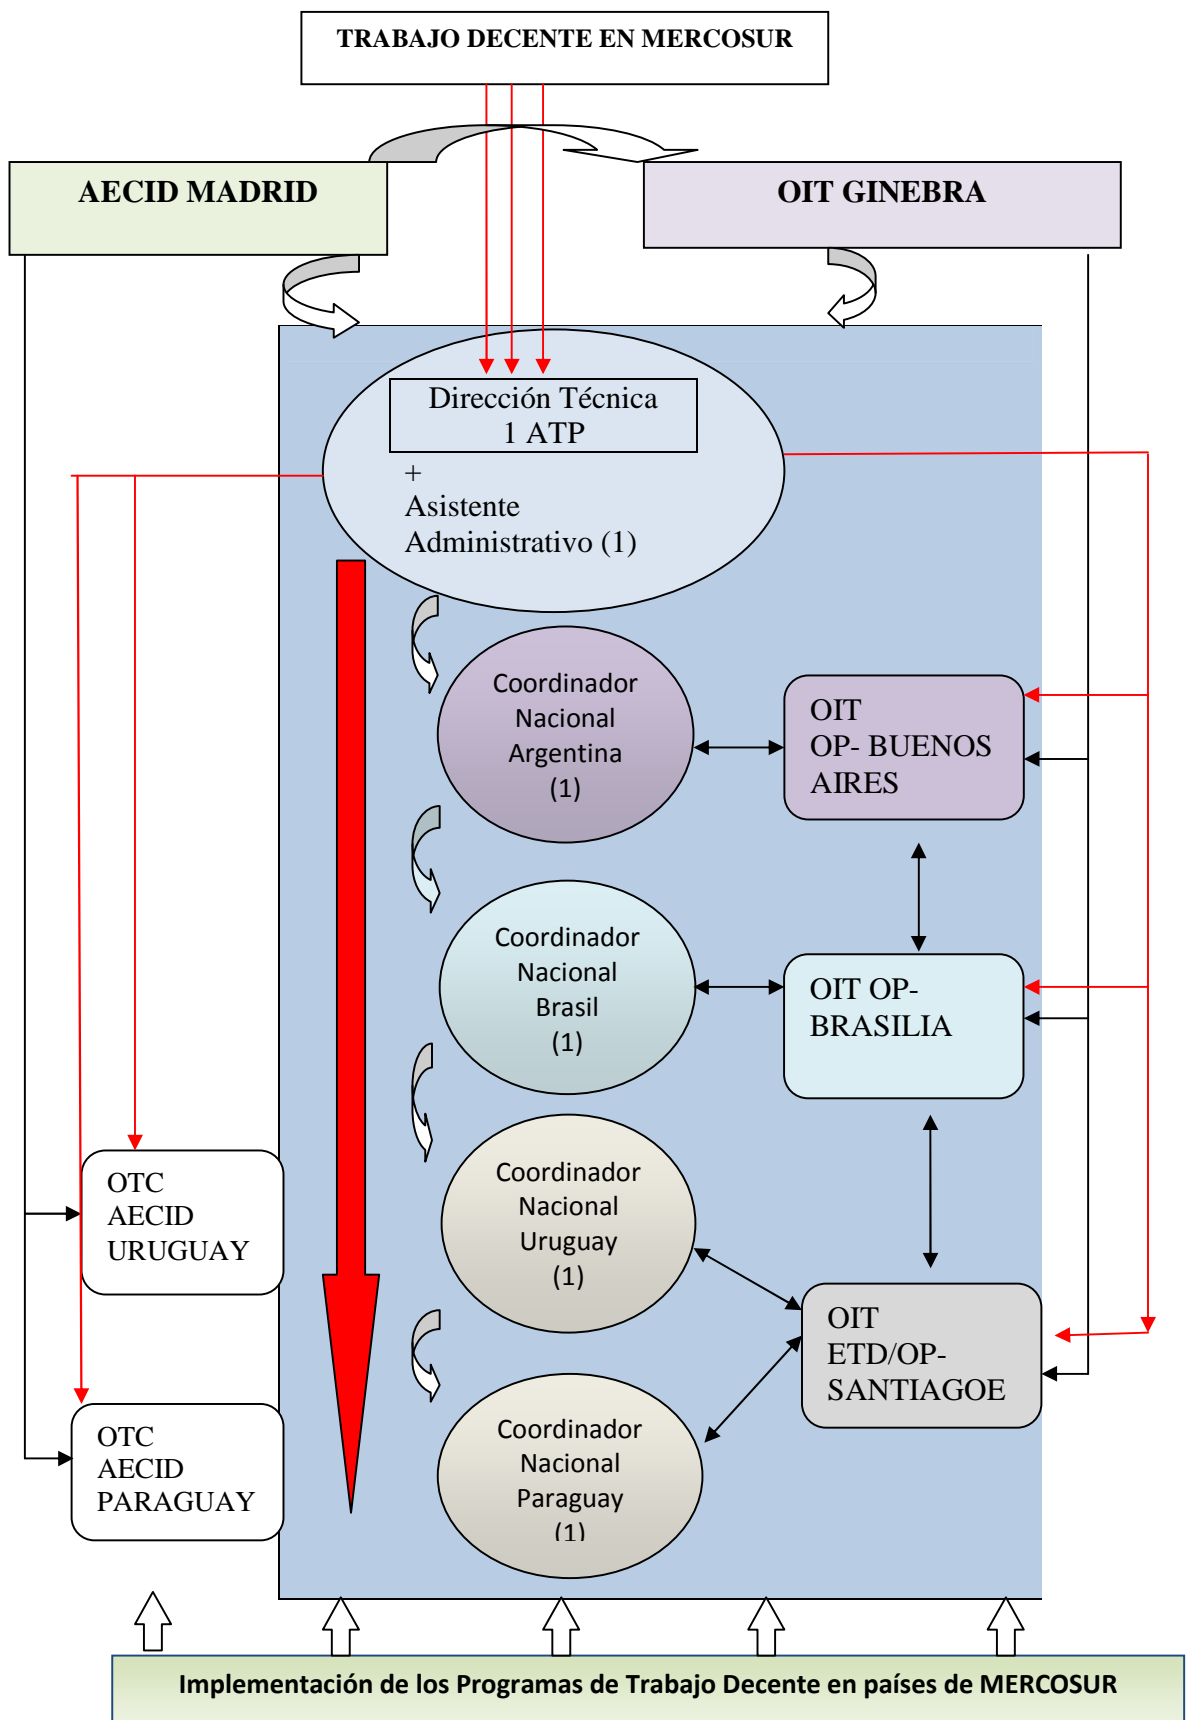 TRABAJO DECENTE EN MERCOSUR
AECID MADRID
OIT GINEBRA
Dirección Técnica
1 ATP
+
Asistente
Administrativo (1)
Coordinador
Nacional
Argentina
(1)
OIT
OP- BUENOS
AIRES
Coordinador
Nacional
Brasil
(1)
OIT OP-
BRASILIA
Coordinador
Nacional
Uruguay
(1)
OTC
AECID
URUGUAY
OIT
ETD/OP-
SANTIAGOE
Coordinador
Nacional
Paraguay
(1)
OTC
AECID
PARAGUAY
Implementación de los Programas de Trabajo Decente en países de MERCOSUR